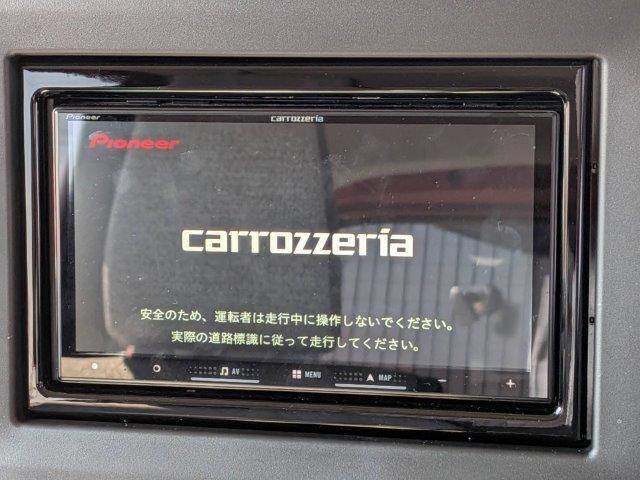 Pioneer
carrozzeria
Pioneer
carrozzeria
安全のため、運転者は走行中に操作しないでください。
実際の道路標識に従って走行してください。
AV
MENU
MAP